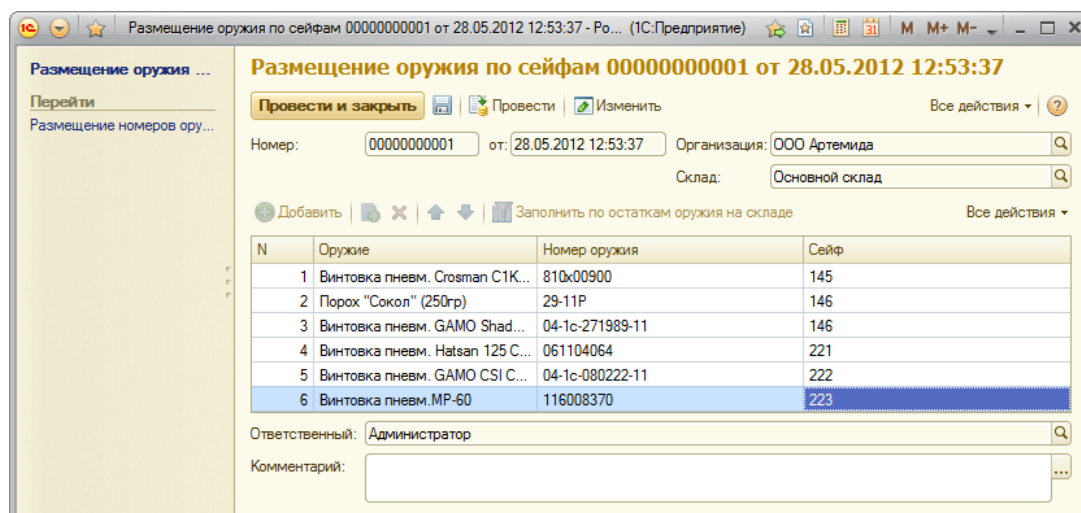 Размещение оружия по сейфам 00000000001 от 28.05.2012 12:53:37 - Ро... (1С:Предприятие) M M+ M-
Размещение оружия ...
Перейти
Размещение номеров ору...
Размещение оружия по сейфам 00000000001 от 28.05.2012 12:53:37
Провести и закрыть Провести Изменить Все действия
Номер: 00000000001 от: 28.05.2012 12:53:37 Организация: ООО Артемида
Склад: Основной склад
Добавить Заполнить по остаткам оружия на складе Все действия
N Оружие Номер оружия Сейф
1 Винтовка пневм. Crosman C1K... 810x00900 145
2 Порох "Сокол" (250гр) 29-11Р 146
3 Винтовка пневм. GAMO Shad... 04-1с-271989-11 146
4 Винтовка пневм. Hatsan 125 C... 061104064 221
5 Винтовка пневм. GAMO CSI C... 04-1с-080222-11 222
6 Винтовка пневм.МР-60 116008370 223
Ответственный: Администратор
Комментарий: